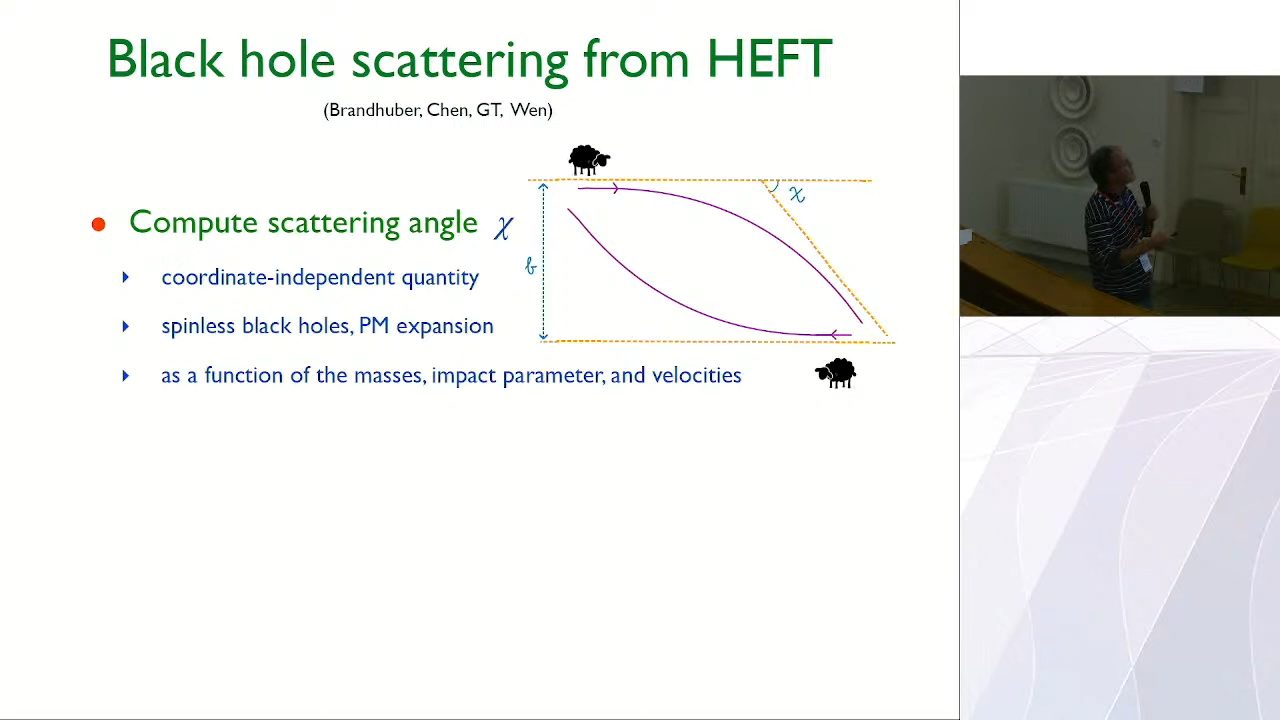 Black hole scattering from HEFT
(Brandhuber, Chen, GT, Wen)
Compute scattering angle χ
coordinate-independent quantity
spinless black holes, PM expansion
as a function of the masses, impact parameter, and velocities
χ
b